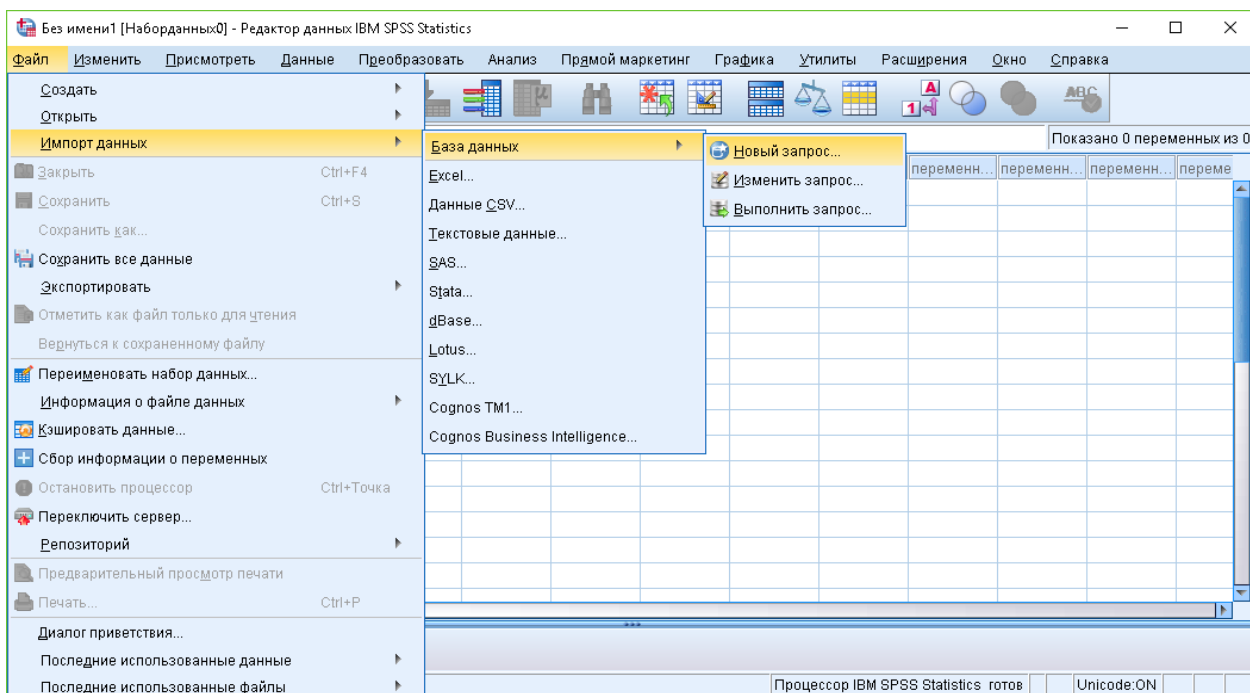 Без имени1 [Наборданных0] - Редактор данных IBM SPSS Statistics
Файл Изменить Присмотреть Данные Преобразовать Анализ Прямой маркетинг Графика Утилиты Расширения Окно Справка
Создать
Открыть
Импорт данных
Закрыть Ctrl+F4
Сохранить Ctrl+S
Сохранить как...
Сохранить все данные
Экспортировать
Отметить как файл только для чтения
Вернуться к сохраненному файлу
Переименовать набор данных...
Информация о файле данных
Кэшировать данные...
Сбор информации о переменных
Остановить процессор Ctrl+Точка
Переключить сервер...
Репозиторий
Предварительный просмотр печати
Печать... Ctrl+P
Диалог приветствия...
Последние использованные данные
Последние использованные файлы
База данных
Excel...
Данные CSV...
Текстовые данные...
SAS...
Stata...
dBase...
Lotus...
SYLK...
Cognos TM1...
Cognos Business Intelligence...
Новый запрос...
Изменить запрос...
Выполнить запрос...
A
1
ABC
Показано 0 переменных из 0
переменн... переменн... переменн... переме
Процессор IBM SPSS Statistics готов Unicode:ON